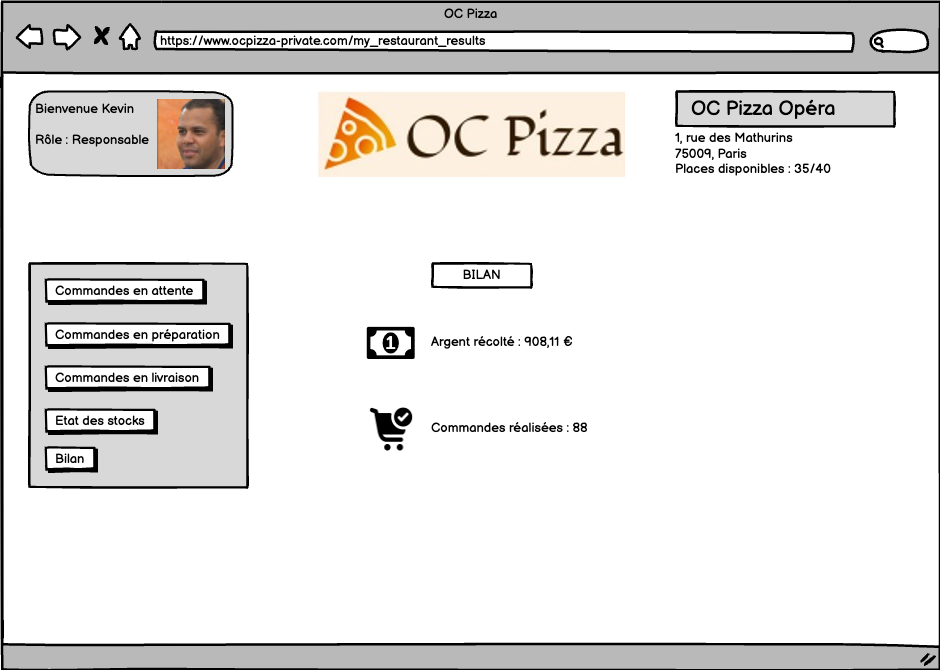 OC Pizza
https://www.ocpizza-private.com/my_restaurant_results
Bienvenue Kevin
Rôle : Responsable
OC Pizza
OC Pizza Opéra
1, rue des Mathurins
75009, Paris
Places disponibles : 35/40
Commandes en attente
Commandes en préparation
Commandes en livraison
Etat des stocks
Bilan
BILAN
1
Argent récolté : 908,11 €
Commandes réalisées : 88